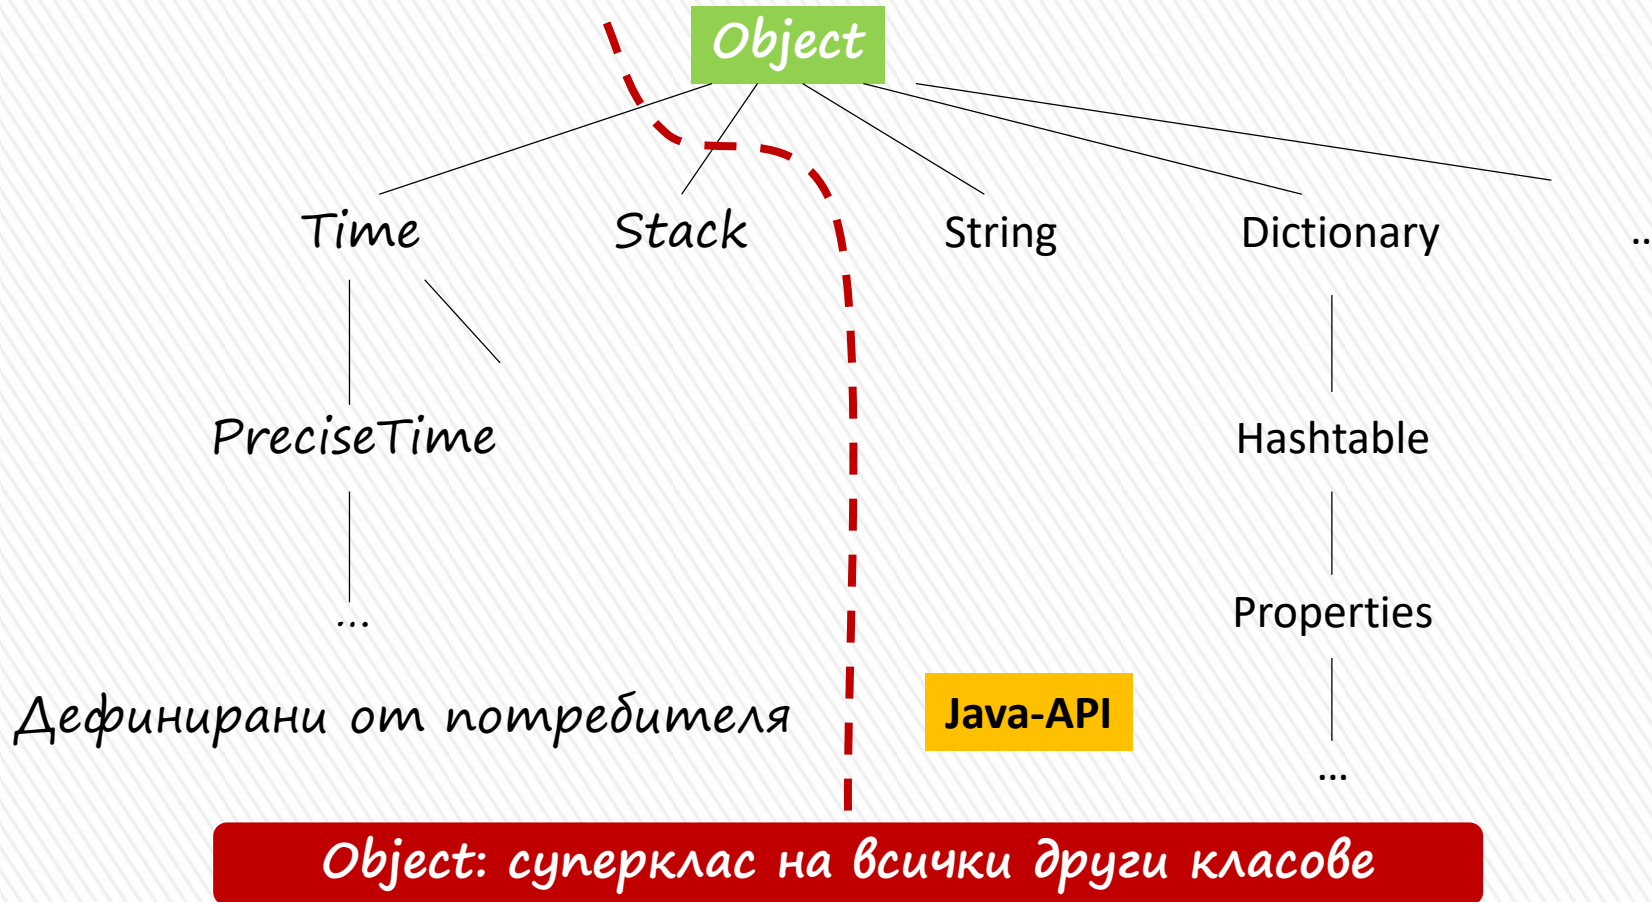 Object
Time Stack String Dictionary ..
PreciseTime Hashtable
... Properties
Дефинирани от потребителя Java-API
...
Object: суперклас на всички други класове